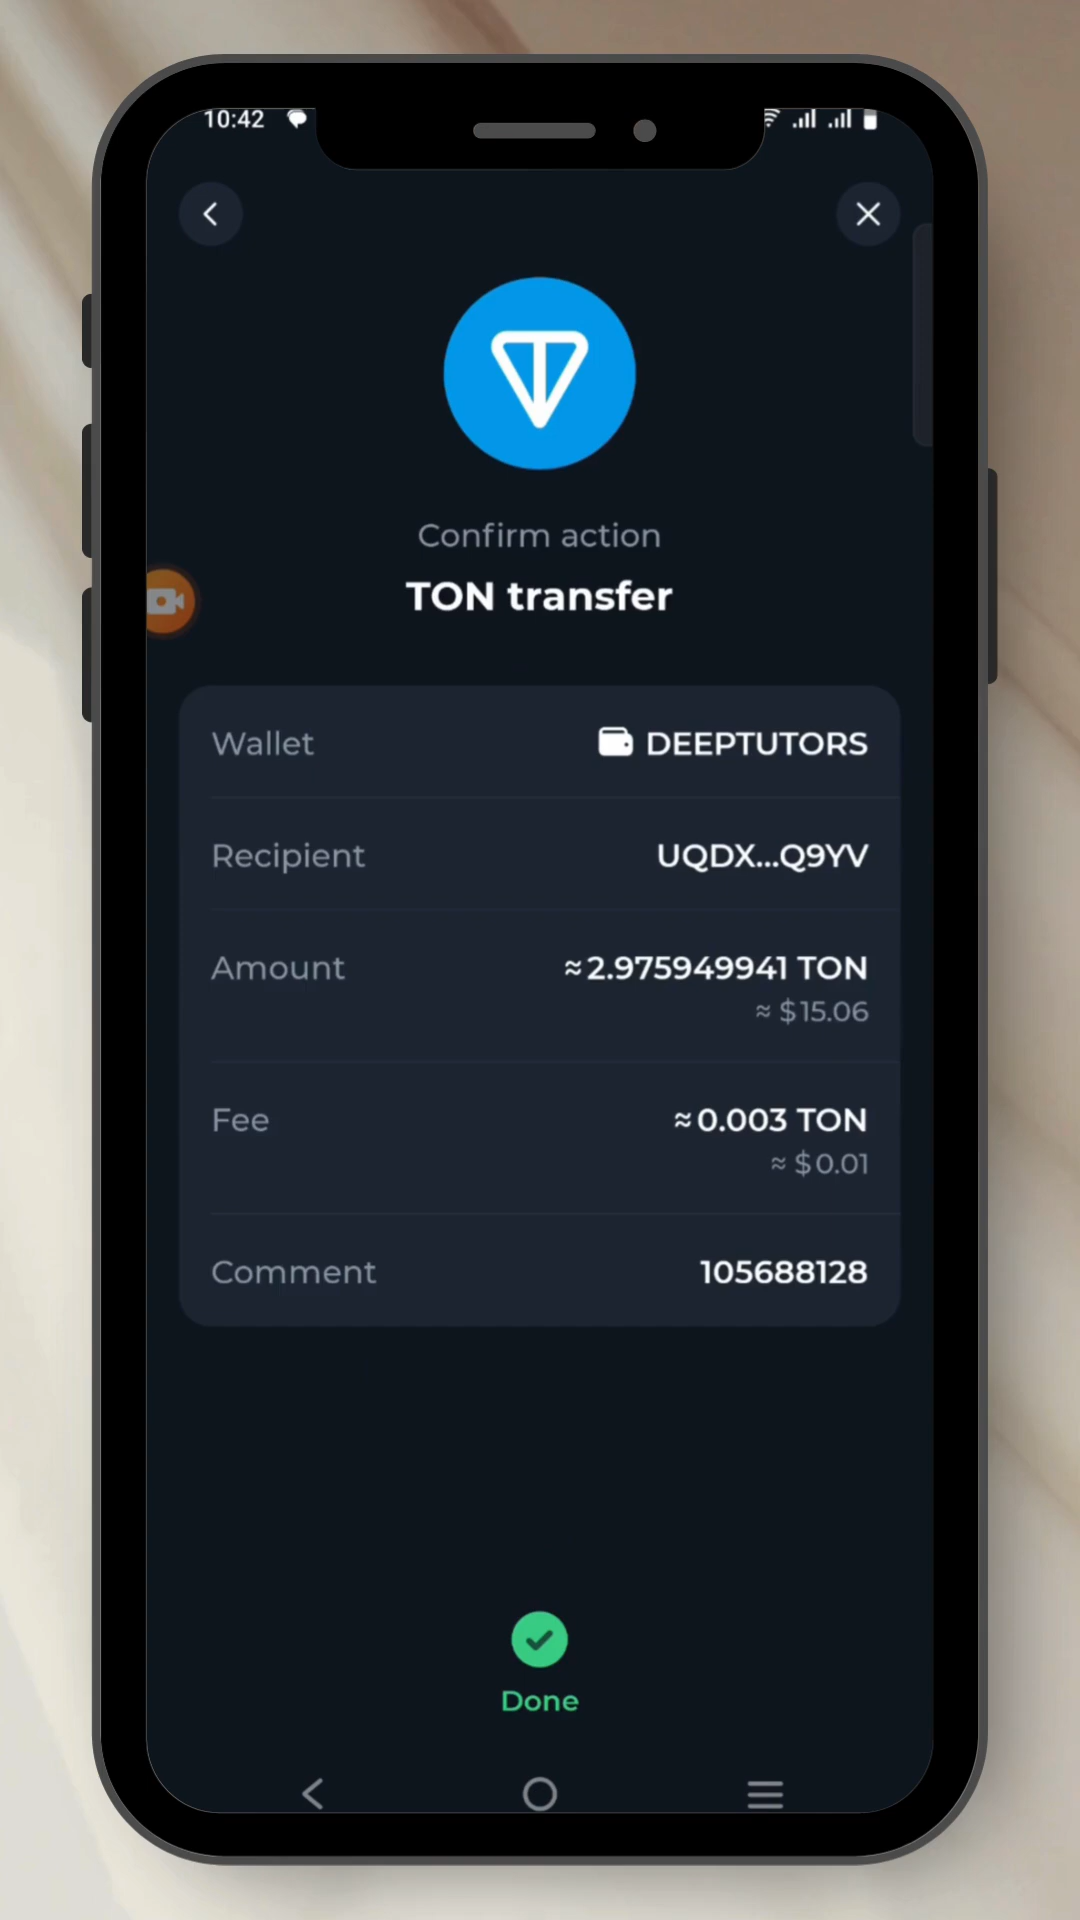 10:42
Confirm action
TON transfer
Wallet DEEPTUTORS
Recipient UQDX...Q9YV
Amount ≈2.975949941 TON
≈ $15.06
Fee ≈0.003 TON
≈ $0.01
Comment 105688128
Done